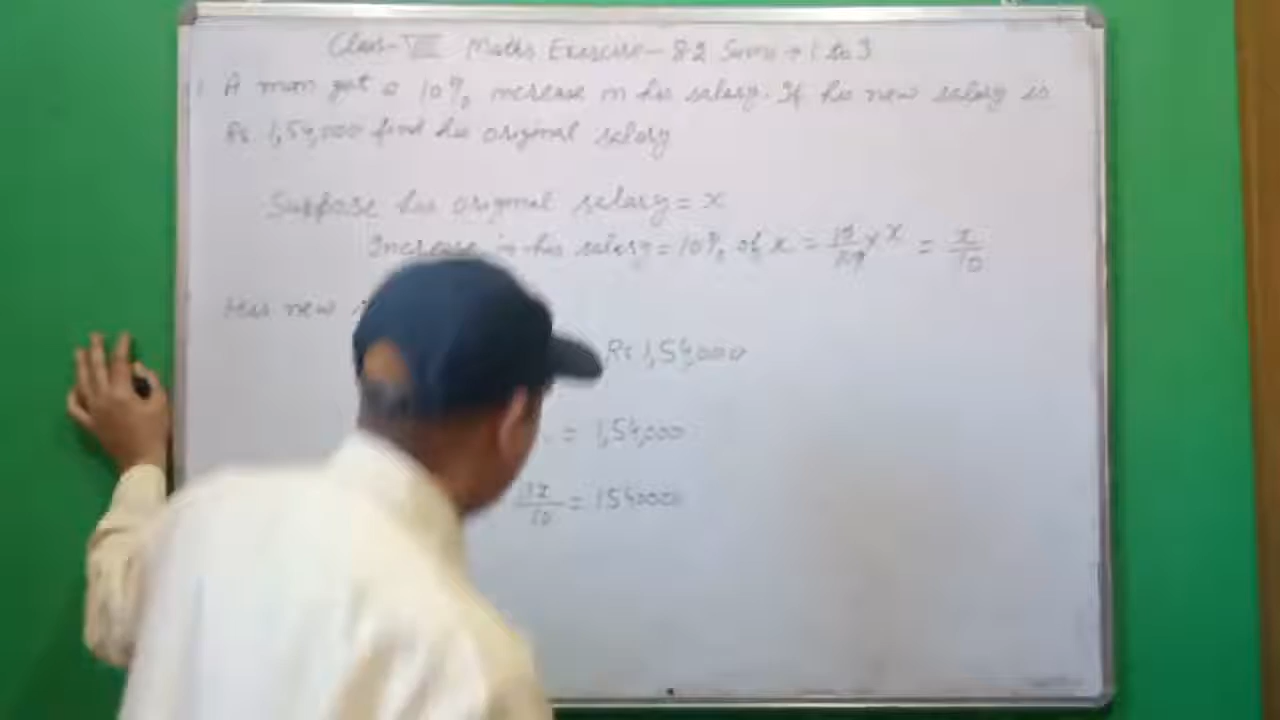 Class-VIII Maths Exercise-8.2 Sums → 1 to 3
1. A man got a 10% increase in his salary. If his new salary is
Rs. 1,54,000 find his original salary
Suppose his original salary = x
Increase in his salary = 10% of x = 10/100 × x = x/10
His new
Rs 1,54,000
= 1,54,000
11x/10 = 154000